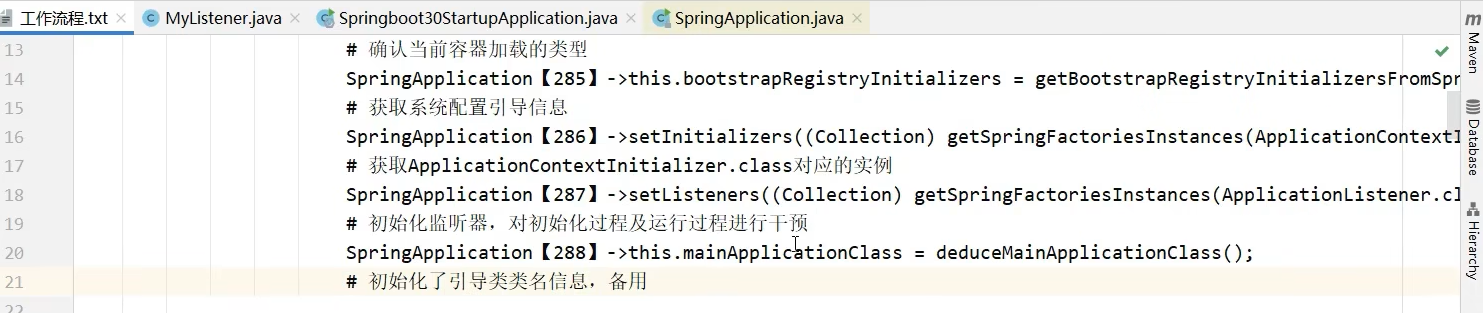 工作流程.txt MyListener.java Springboot30StartupApplication.java SpringApplication.java
13 # 确认当前容器加载的类型
14 SpringApplication【285】->this.bootstrapRegistryInitializers = getBootstrapRegistryInitializersFromSpr
15 # 获取系统配置引导信息
16 SpringApplication【286】->setInitializers((Collection) getSpringFactoriesInstances(ApplicationContextI
17 # 获取ApplicationContextInitializer.class对应的实例
18 SpringApplication【287】->setListeners((Collection) getSpringFactoriesInstances(ApplicationListener.cl
19 # 初始化监听器，对初始化过程及运行过程进行干预
20 SpringApplication【288】->this.mainApplicationClass = deduceMainApplicationClass();
21 # 初始化了引导类类名信息，备用
22
Maven
Database
Hierarchy